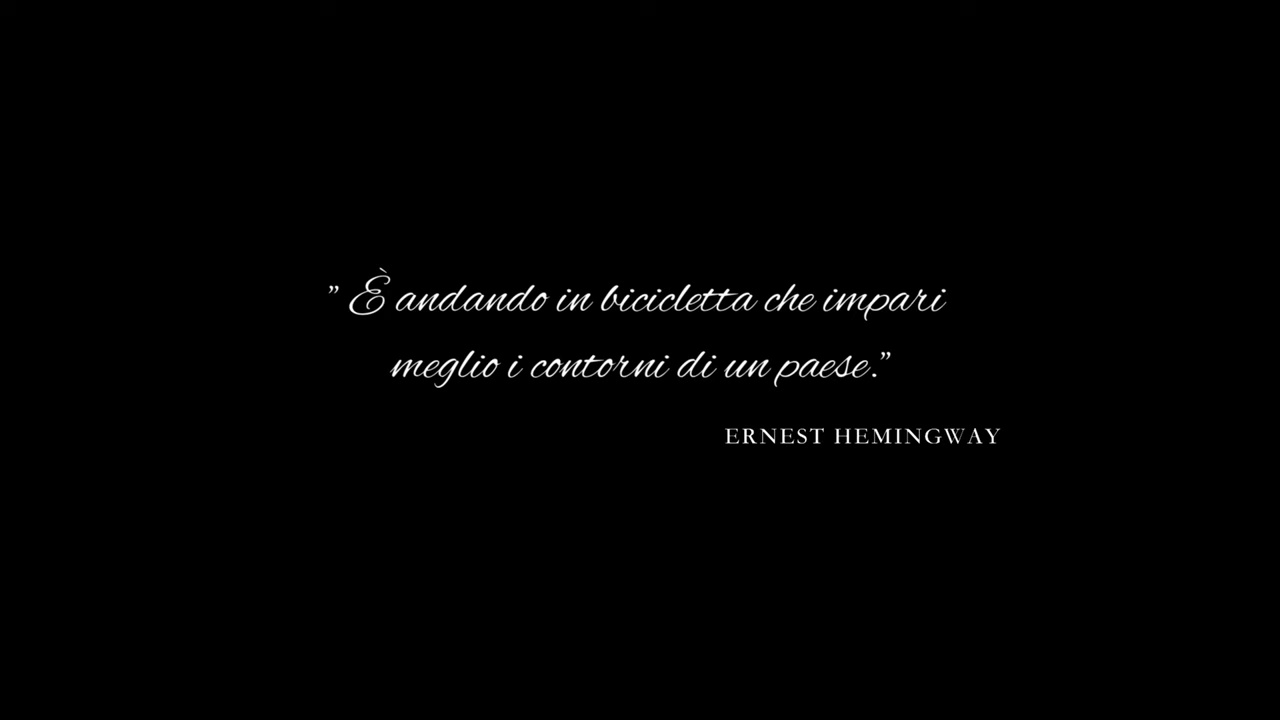 ” È andando in bicicletta che impari
meglio i contorni di un paese.”
ERNEST HEMINGWAY